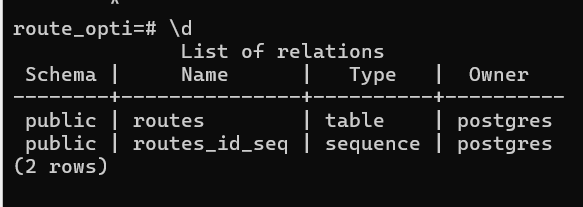 route_opti=# \d
List of relations
Schema | Name | Type | Owner
--------+---------------+----------+----------
public | routes | table | postgres
public | routes_id_seq | sequence | postgres
(2 rows)